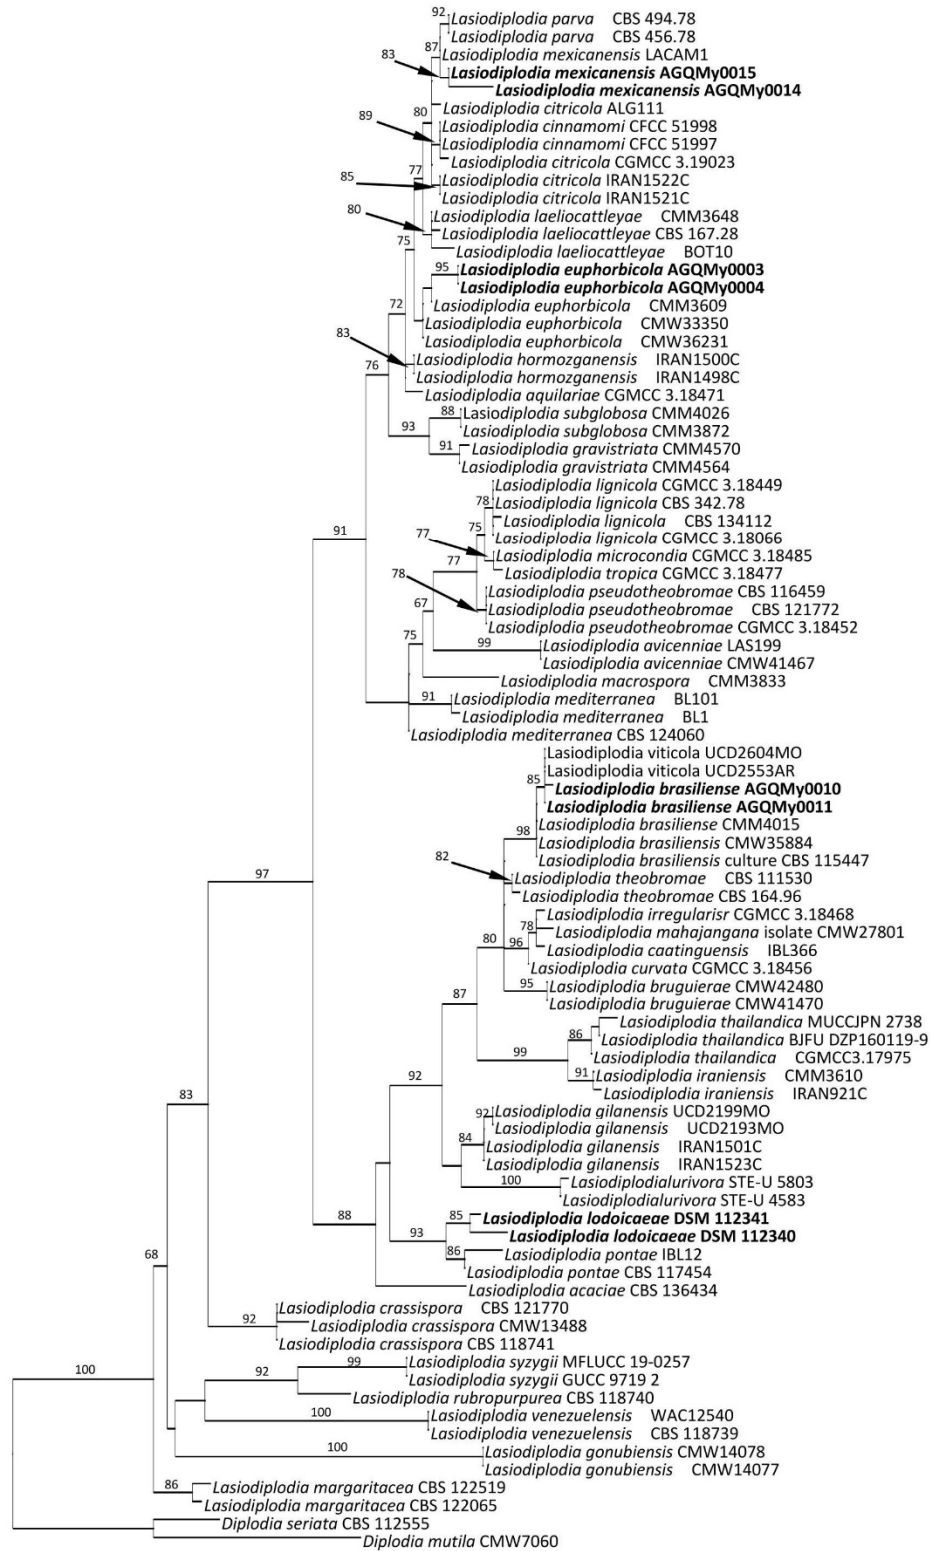 92 Lasiodiplodia parva CBS 494.78
Lasiodiplodia parva CBS 456.78
87 Lasiodiplodia mexicanensis LACAM1
83 Lasiodiplodia mexicanensis AGQMy0015
Lasiodiplodia mexicanensis AGQMy0014
80 Lasiodiplodia citricola ALG111
89 Lasiodiplodia cinnamomi CFCC 51998
Lasiodiplodia cinnamomi CFCC 51997
77 Lasiodiplodia citricola CGMCC 3.19023
85 Lasiodiplodia citricola IRAN1522C
Lasiodiplodia citricola IRAN1521C
80 Lasiodiplodia laeliocattleyae CMM3648
Lasiodiplodia laeliocattleyae CBS 167.28
75 Lasiodiplodia laeliocattleyae BOT10
95 Lasiodiplodia euphorbicola AGQMy0003
Lasiodiplodia euphorbicola AGQMy0004
72 Lasiodiplodia euphorbicola CMM3609
Lasiodiplodia euphorbicola CMW33350
83 Lasiodiplodia euphorbicola CMW36231
Lasiodiplodia hormozganensis IRAN1500C
76 Lasiodiplodia hormozganensis IRAN1498C
Lasiodiplodia aquilariae CGMCC 3.18471
88 Lasiodiplodia subglobosa CMM4026
93 Lasiodiplodia subglobosa CMM3872
91 Lasiodiplodia gravistriata CMM4570
Lasiodiplodia gravistriata CMM4564
Lasiodiplodia lignicola CGMCC 3.18449
78 Lasiodiplodia lignicola CBS 342.78
Lasiodiplodia lignicola CBS 134112
91 77 75 Lasiodiplodia lignicola CGMCC 3.18066
Lasiodiplodia microcondia CGMCC 3.18485
77 Lasiodiplodia tropica CGMCC 3.18477
78 Lasiodiplodia pseudotheobromae CBS 116459
67 Lasiodiplodia pseudotheobromae CBS 121772
Lasiodiplodia pseudotheobromae CGMCC 3.18452
75 99 Lasiodiplodia avicenniae LAS199
Lasiodiplodia avicenniae CMW41467
Lasiodiplodia macrospora CMM3833
91 Lasiodiplodia mediterranea BL101
Lasiodiplodia mediterranea BL1
Lasiodiplodia mediterranea CBS 124060
Lasiodiplodia viticola UCD2604MO
Lasiodiplodia viticola UCD2553AR
85 Lasiodiplodia brasiliense AGQMy0010
Lasiodiplodia brasiliense AGQMy0011
98 Lasiodiplodia brasiliense CMM4015
Lasiodiplodia brasiliensis CMW35884
82 Lasiodiplodia brasiliensis culture CBS 115447
97 Lasiodiplodia theobromae CBS 111530
Lasiodiplodia theobromae CBS 164.96
Lasiodiplodia irregularisr CGMCC 3.18468
78 Lasiodiplodia mahajangana isolate CMW27801
80 96 Lasiodiplodia caatinguensis IBL366
Lasiodiplodia curvata CGMCC 3.18456
95 Lasiodiplodia bruguierae CMW42480
87 Lasiodiplodia bruguierae CMW41470
Lasiodiplodia thailandica MUCCJPN 2738
86 Lasiodiplodia thailandica BJFU DZP160119-9
99 Lasiodiplodia thailandica CGMCC3.17975
91 Lasiodiplodia iraniensis CMM3610
92 Lasiodiplodia iraniensis IRAN921C
83 92 Lasiodiplodia gilanensis UCD2199MO
Lasiodiplodia gilanensis UCD2193MO
84 Lasiodiplodia gilanensis IRAN1501C
Lasiodiplodia gilanensis IRAN1523C
100 Lasiodiplodialurivora STE-U 5803
Lasiodiplodialurivora STE-U 4583
88 85 Lasiodiplodia lodoicaeae DSM 112341
93 Lasiodiplodia lodoicaeae DSM 112340
68 86 Lasiodiplodia pontae IBL12
Lasiodiplodia pontae CBS 117454
Lasiodiplodia acaciae CBS 136434
Lasiodiplodia crassispora CBS 121770
92 Lasiodiplodia crassispora CMW13488
Lasiodiplodia crassispora CBS 118741
100 99 Lasiodiplodia syzygii MFLUCC 19-0257
92 Lasiodiplodia syzygii GUCC 9719 2
Lasiodiplodia rubropurpurea CBS 118740
100 Lasiodiplodia venezuelensis WAC12540
Lasiodiplodia venezuelensis CBS 118739
100 Lasiodiplodia gonubiensis CMW14078
Lasiodiplodia gonubiensis CMW14077
86 Lasiodiplodia margaritacea CBS 122519
Lasiodiplodia margaritacea CBS 122065
Diplodia seriata CBS 112555
Diplodia mutila CMW7060